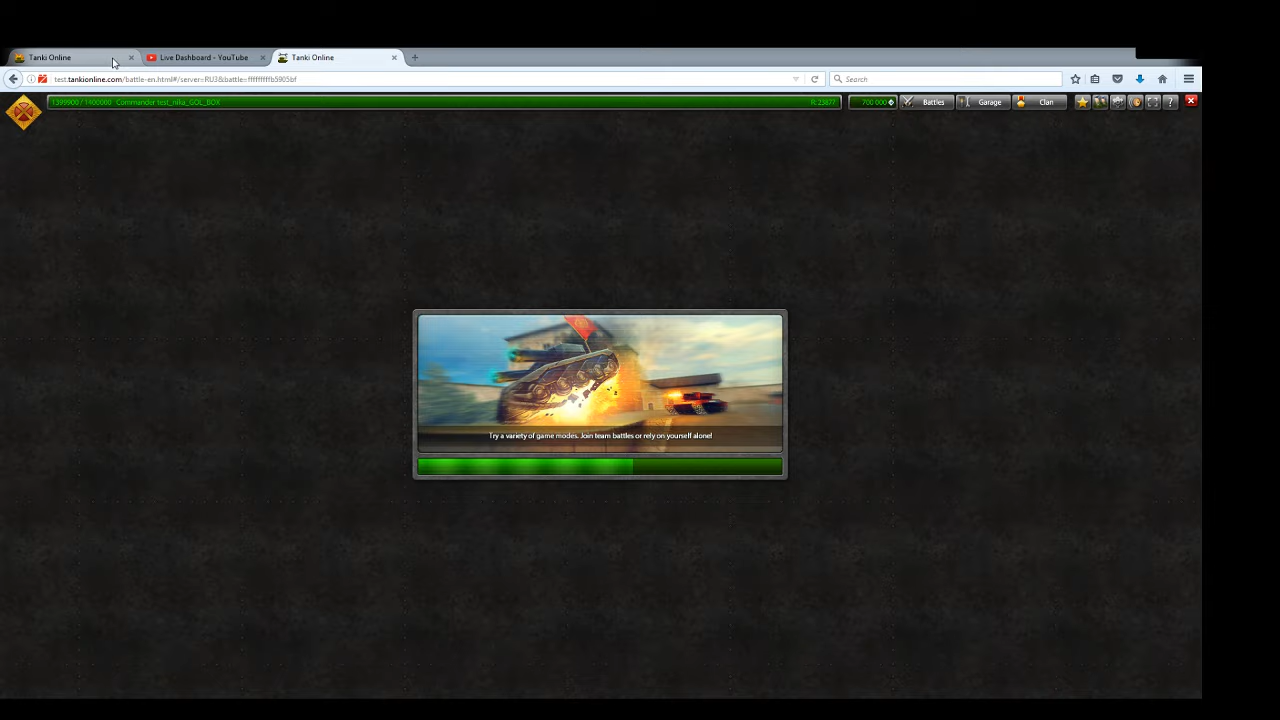 Tanki Online
Live Dashboard - YouTube
Tanki Online
test.tankionline.com/battle-en.html#/server=RU3&battle=fffffffffb5905bf
Search
1399900 / 1400000 Commander test_nika_GOL_BOX
R: 23877
700 000
Battles
Garage
Clan
?
Try a variety of game modes. Join team battles or rely on yourself alone!